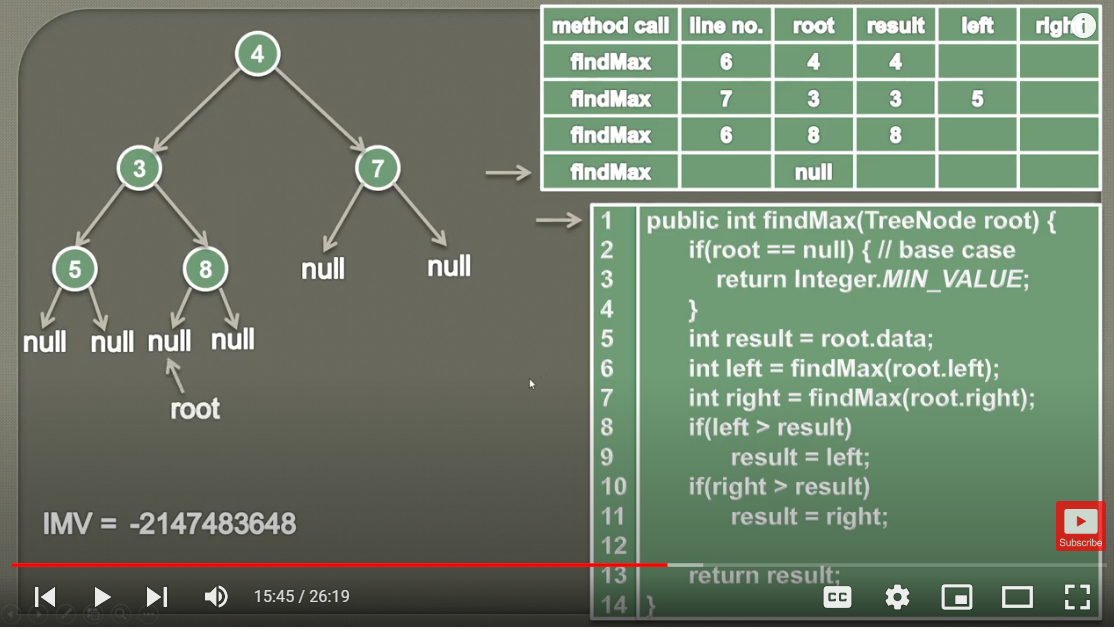 4
3
7
5
8
null
null
null
null
null
null
root
IMV = -2147483648
method call line no. root result left right
findMax 6 4 4
findMax 7 3 3 5
findMax 6 8 8
findMax null
1 public int findMax(TreeNode root) {
2 if(root == null) { // base case
3 return Integer.MIN_VALUE;
4 }
5 int result = root.data;
6 int left = findMax(root.left);
7 int right = findMax(root.right);
8 if(left > result)
9 result = left;
10 if(right > result)
11 result = right;
12
13 return result;
14 }
Subscribe
15:45 / 26:19
CC